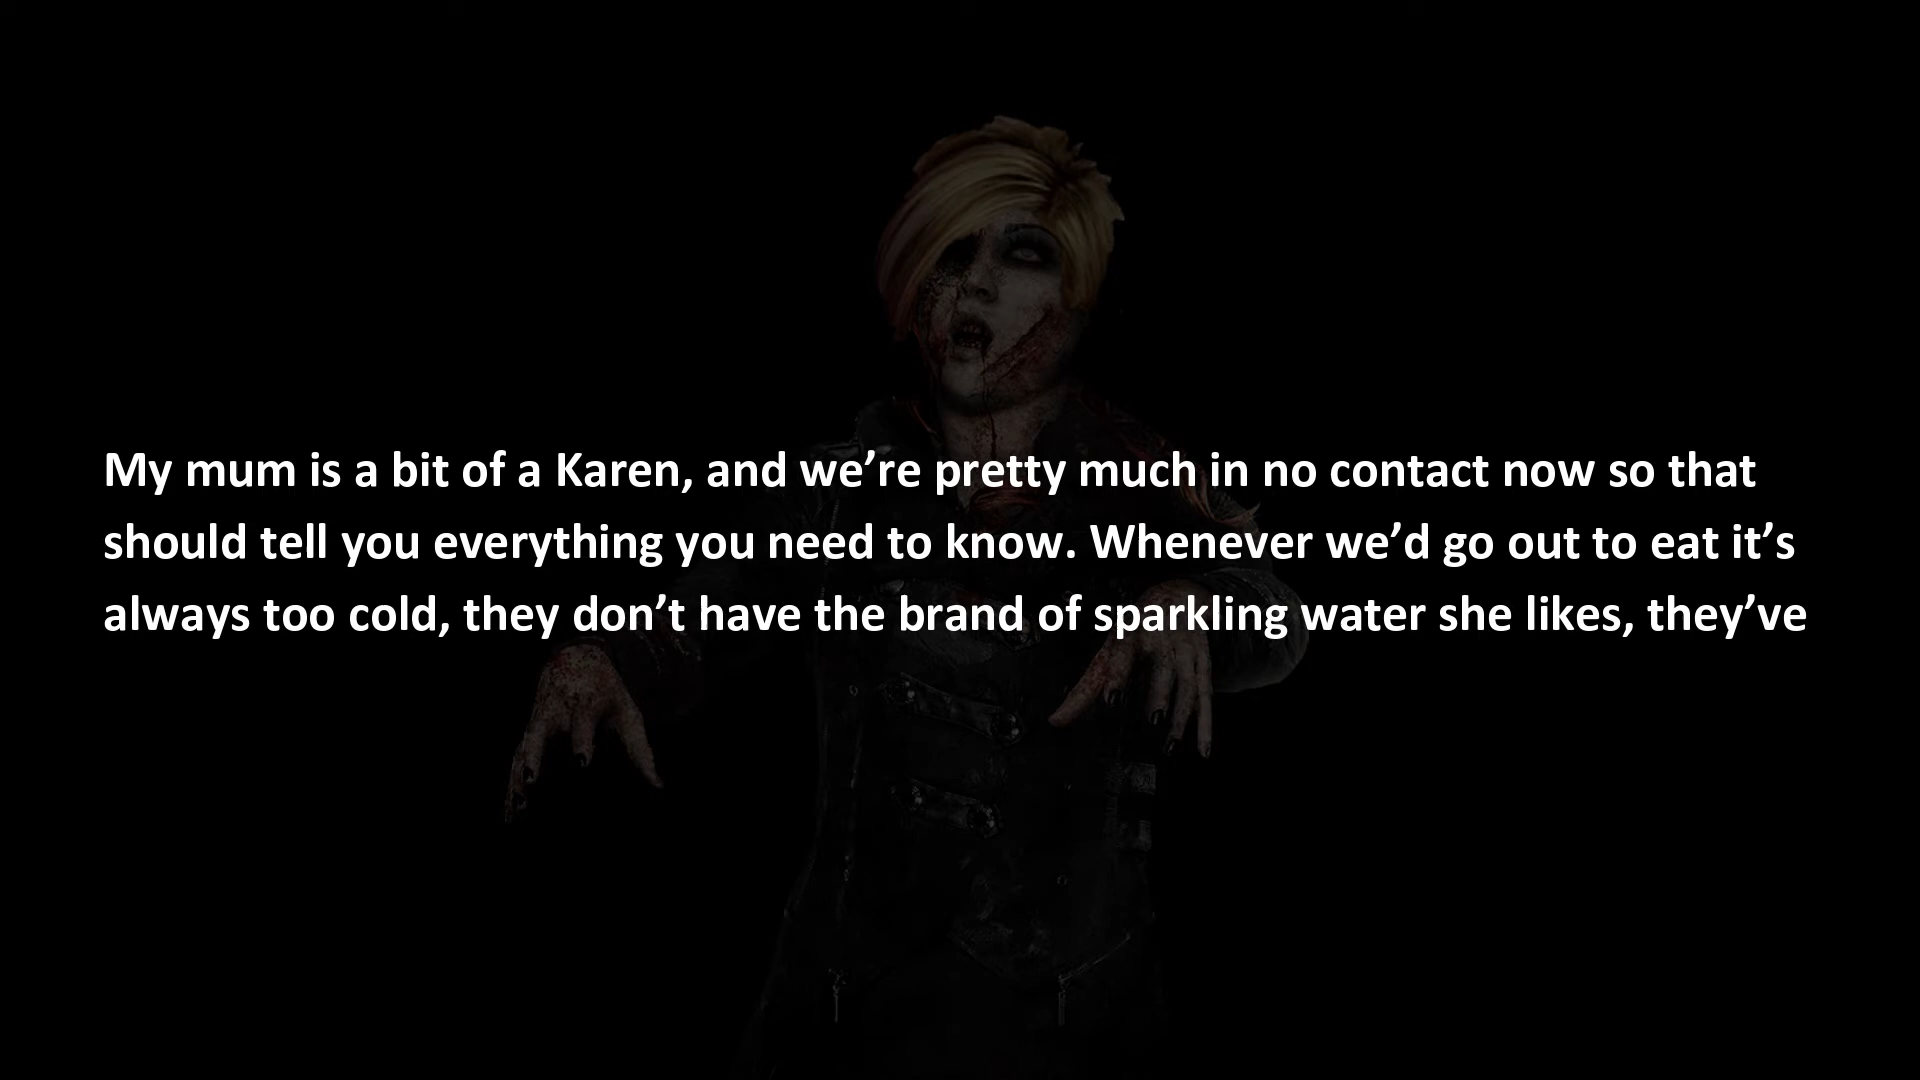 My mum is a bit of a Karen, and we’re pretty much in no contact now so that
should tell you everything you need to know. Whenever we’d go out to eat it’s
always too cold, they don’t have the brand of sparkling water she likes, they’ve